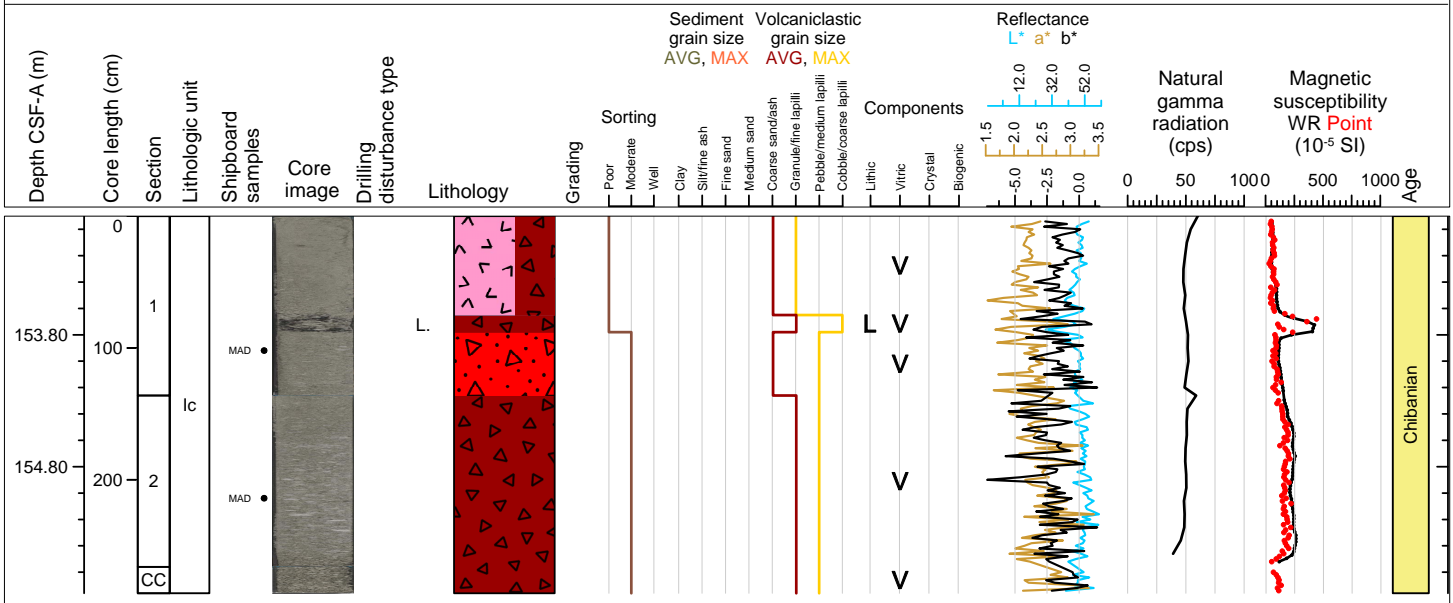 Depth CSF-A (m)
Core length (cm)
Section
Lithologic unit
Shipboard
samples
Core
image
Drilling
disturbance type
Lithology
Grading
Sorting
Poor
Moderate
Well
Sediment
grain size
AVG, MAX
Volcaniclastic
grain size
AVG, MAX
Clay
Silt/fine ash
Fine sand
Medium sand
Coarse sand/ash
Granule/fine lapilli
Pebble/medium lapilli
Cobble/coarse lapilli
Components
Lithic
Vitric
Crystal
Biogenic
Reflectance
L* a* b*
12.0 32.0 52.0
1.5 2.0 2.5 3.0 3.5
-5.0 -2.5 -0.0
Natural
gamma
radiation
(cps)
0 50 100
Magnetic
susceptibility
WR Point
(10-5 SI)
0 500 1000
Age
0
1
V
L.
L V
153.80
100
MAD
V
Ic
Chibanian
154.80
200
2
MAD
V
CC
V